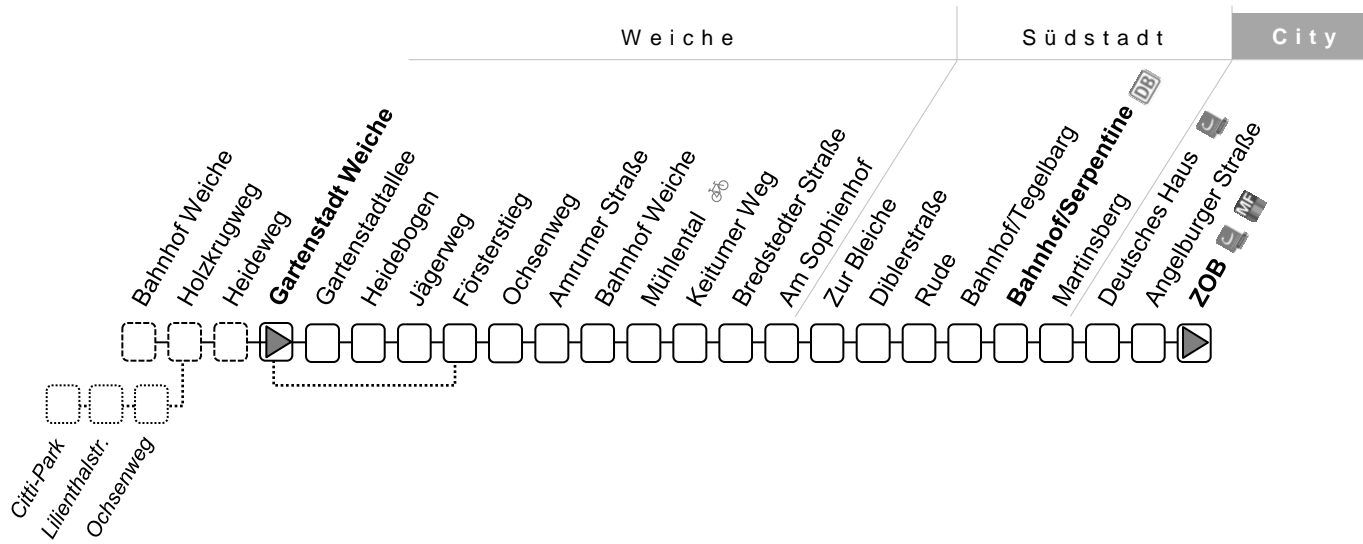 Weiche
Südstadt
City
Bahnhof Weiche
Holzkrugweg
Heideweg
Gartenstadt Weiche
Gartenstadtallee
Heidebogen
Jägerweg
Försterstieg
Ochsenweg
Amrumer Straße
Bahnhof Weiche
Mühlental
Keitumer Weg
Bredstedter Straße
Am Sophienhof
Zur Bleiche
Diblerstraße
Rude
Bahnhof/Tegelbarg
Bahnhof/Serpentine DB
Martinsberg
Deutsches Haus
Angelburger Straße
ZOB
Citti-Park
Lilienthalstr.
Ochsenweg